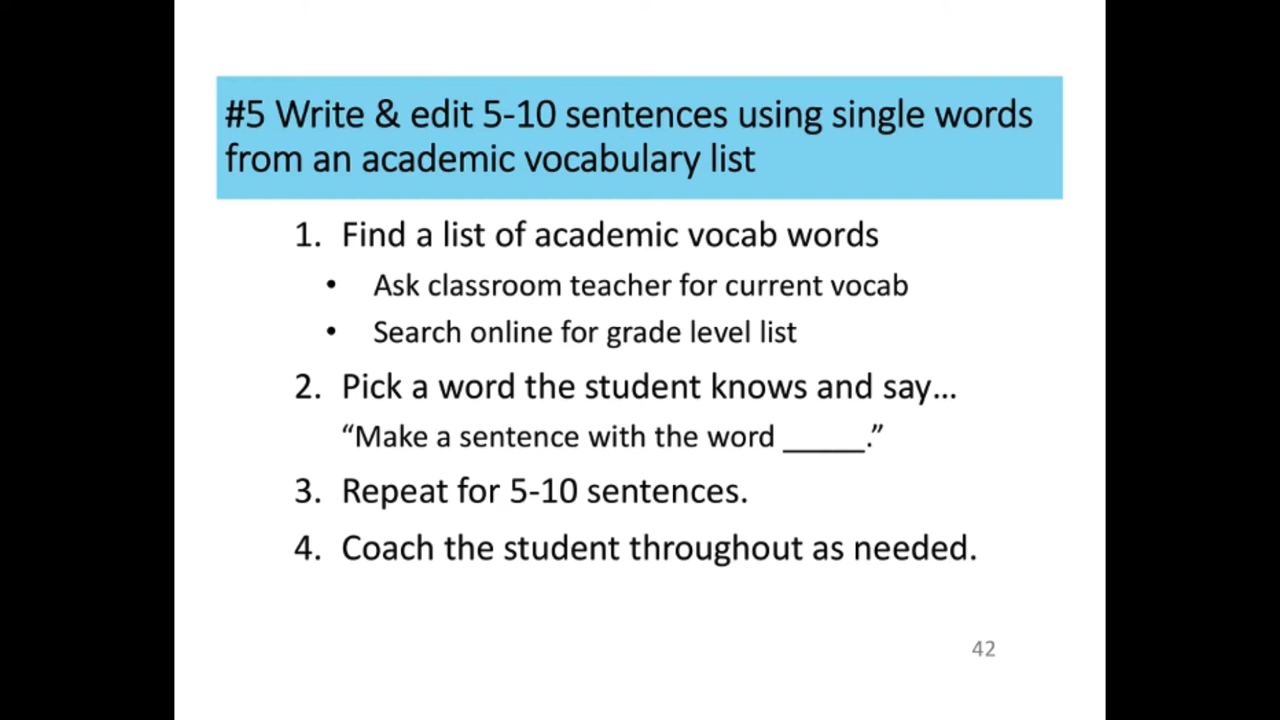 #5 Write & edit 5-10 sentences using single words
from an academic vocabulary list
1. Find a list of academic vocab words
• Ask classroom teacher for current vocab
• Search online for grade level list
2. Pick a word the student knows and say…
“Make a sentence with the word _____.”
3. Repeat for 5-10 sentences.
4. Coach the student throughout as needed.
42